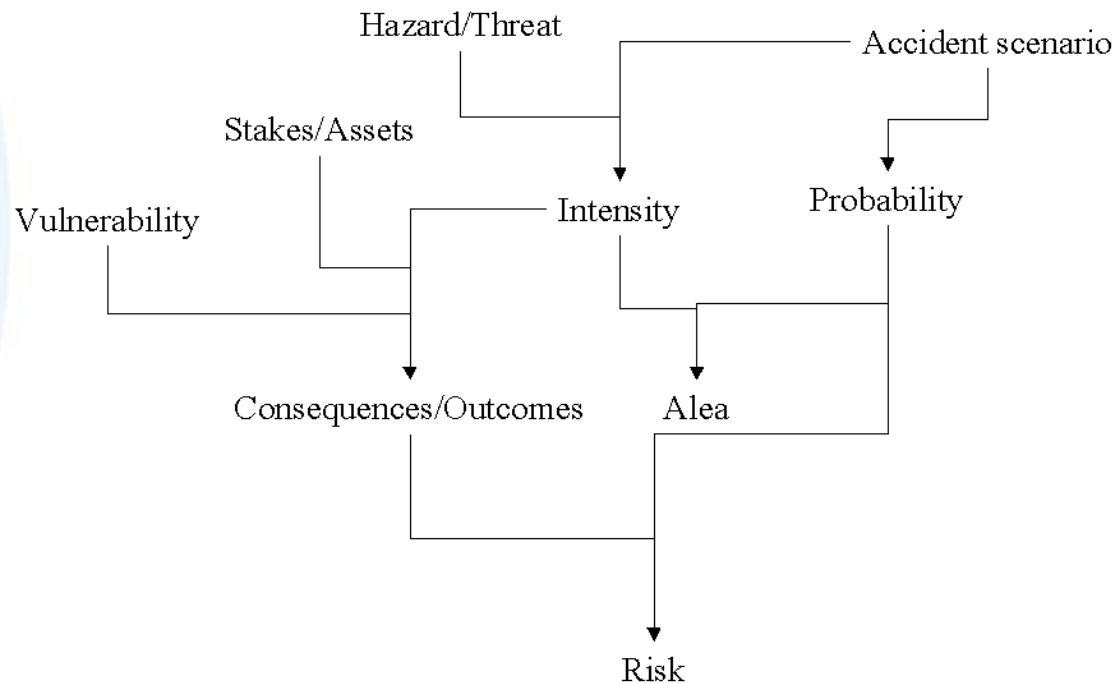 Hazard/Threat
Accident scenario
Stakes/Assets
Vulnerability
Intensity
Probability
Consequences/Outcomes
Alea
Risk